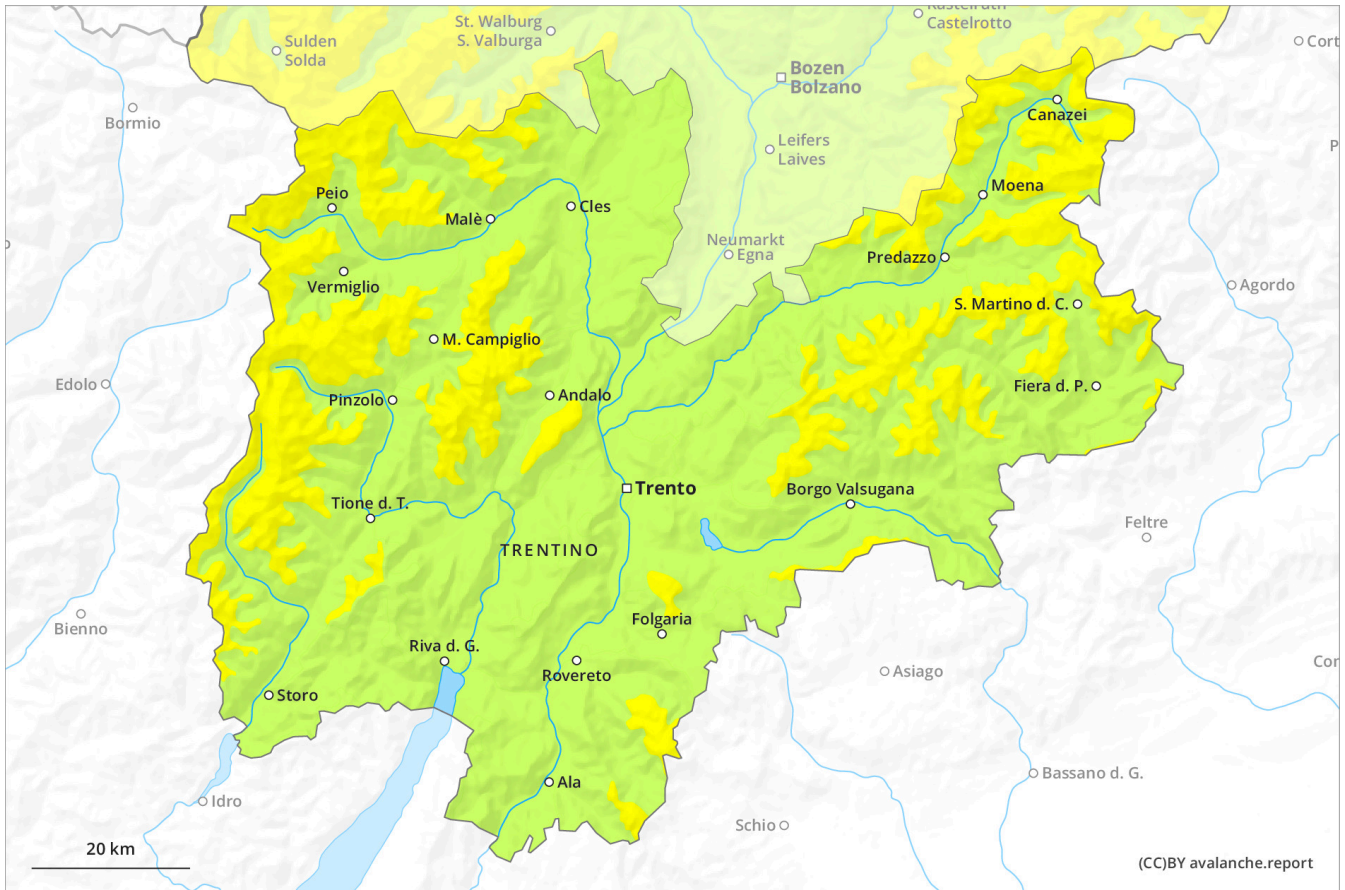 Kastelruth
Castelrotto
St. Walburg
S. Valburga
Sulden
Solda
Cort
Bozen
Bolzano
Bormio
Canazei
Leifers
Laives
P
Moena
Peio
Malè
Cles
Neumarkt
Egna
Predazzo
Vermiglio
Agordo
S. Martino d. C.
M. Campiglio
Edolo
Andalo
Fiera d. P.
Pinzolo
Trento
Borgo Valsugana
Tione d. T.
Feltre
TRENTINO
Bienno
Folgaria
Riva d. G.
Rovereto
Asiago
Cor
Storo
Bassano d. G.
Ala
Idro
Schio
20 km
(CC)BY avalanche.report